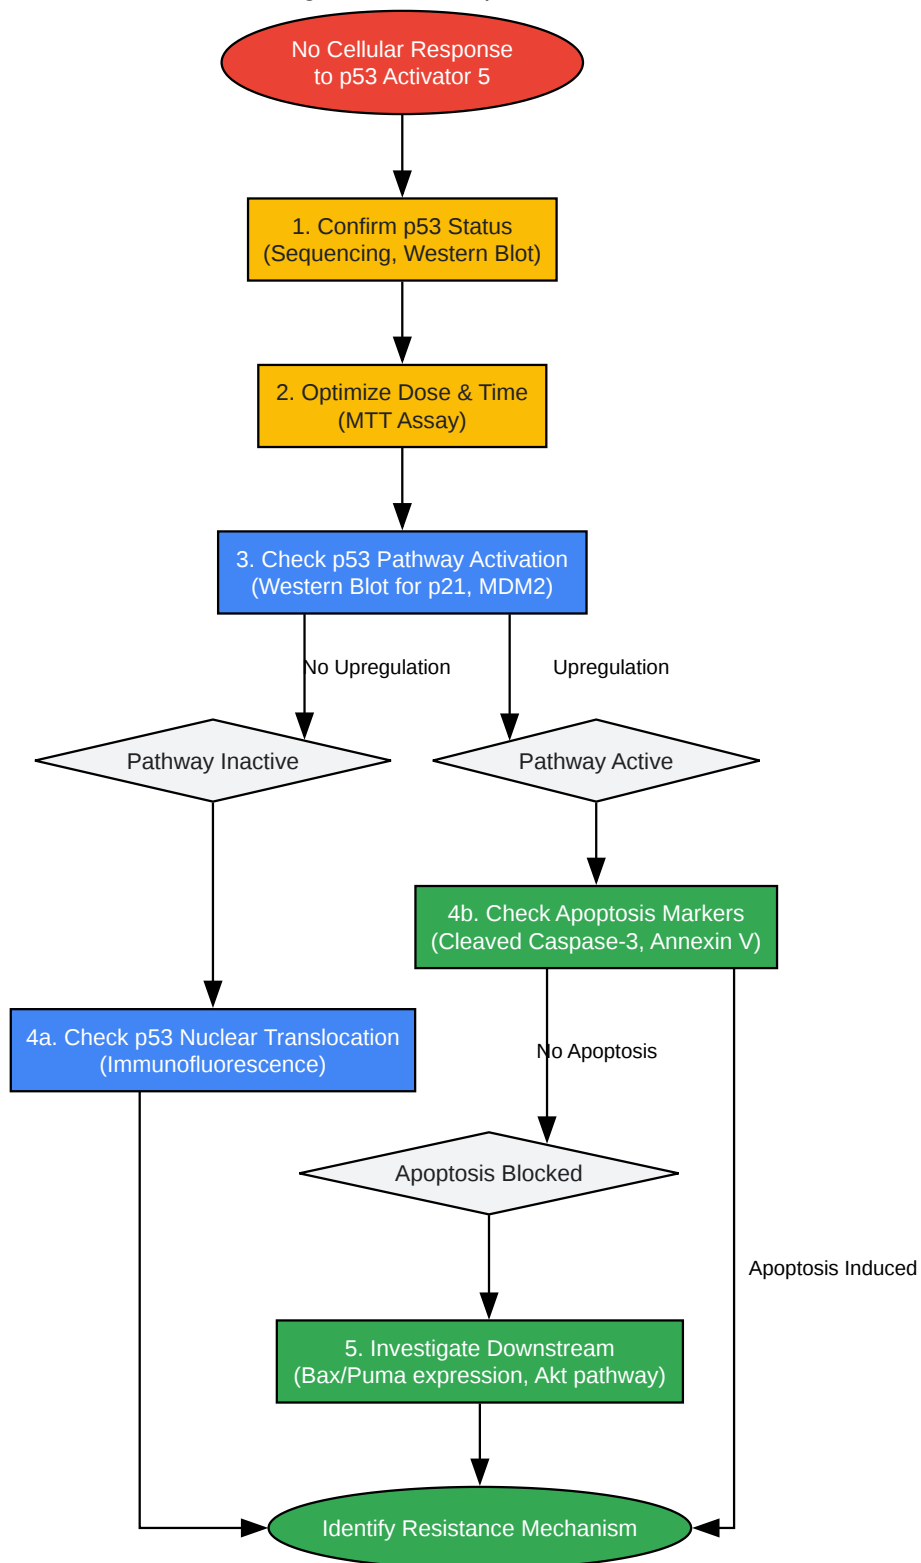 No Cellular Response
to p53 Activator 5
1. Confirm p53 Status
(Sequencing, Western Blot)
2. Optimize Dose & Time
(MTT Assay)
3. Check p53 Pathway Activation
(Western Blot for p21, MDM2)
No Upregulation
Upregulation
Pathway Inactive
Pathway Active
4b. Check Apoptosis Markers
(Cleaved Caspase-3, Annexin V)
4a. Check p53 Nuclear Translocation
(Immunofluorescence)
No Apoptosis
Apoptosis Blocked
Apoptosis Induced
5. Investigate Downstream
(Bax/Puma expression, Akt pathway)
Identify Resistance Mechanism